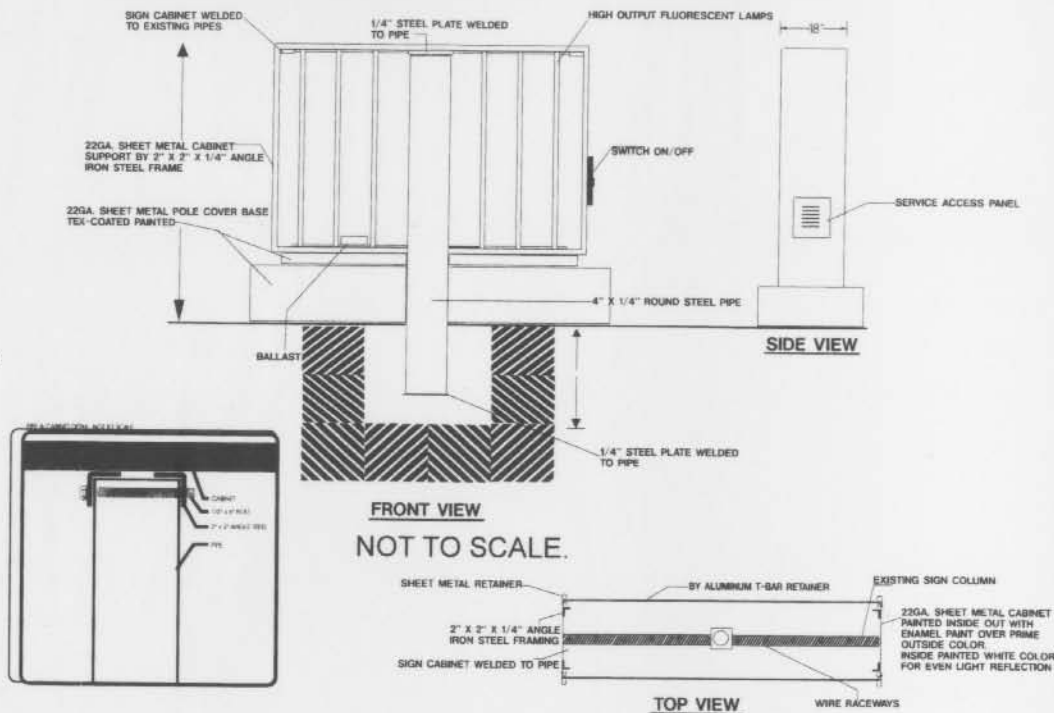 SIGN CABINET WELDED
TO EXISTING PIPES
1/4" STEEL PLATE WELDED
TO PIPE
HIGH OUTPUT FLUORESCENT LAMPS
18"
22GA. SHEET METAL CABINET
SUPPORT BY 2" X 2" X 1/4" ANGLE
IRON STEEL FRAME
SWITCH ON/OFF
22GA. SHEET METAL POLE COVER BASE
TEX-COATED PAINTED
SERVICE ACCESS PANEL
4" X 1/4" ROUND STEEL PIPE
BALLAST
SIDE VIEW
1/4" STEEL PLATE WELDED
TO PIPE
CABINET
PIPE
FRONT VIEW
NOT TO SCALE.
SHEET METAL RETAINER
BY ALUMINUM T-BAR RETAINER
EXISTING SIGN COLUMN
2" X 2" X 1/4" ANGLE
IRON STEEL FRAMING
SIGN CABINET WELDED TO PIPE
22GA. SHEET METAL CABINET
PAINTED INSIDE OUT WITH
ENAMEL PAINT OVER PRIME
OUTSIDE COLOR.
INSIDE PAINTED WHITE COLOR
FOR EVEN LIGHT REFLECTION
WIRE RACEWAYS
TOP VIEW